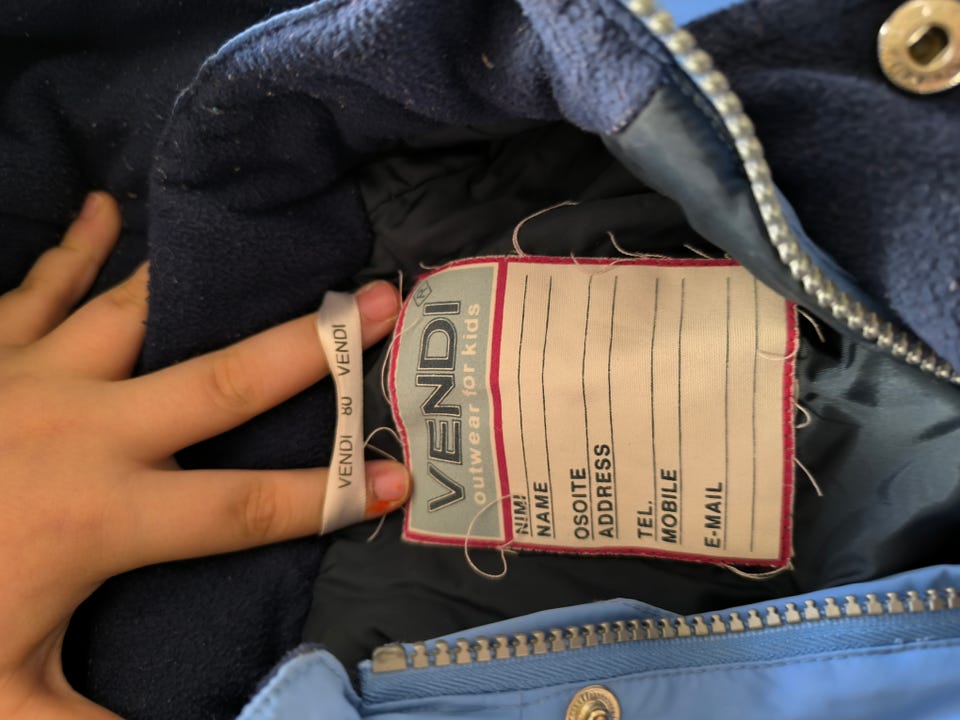 VENDI 80 VENDI
VENDI ®
outwear for kids
NIMI
NAME
OSOITE
ADDRESS
TEL.
MOBILE
E-MAIL